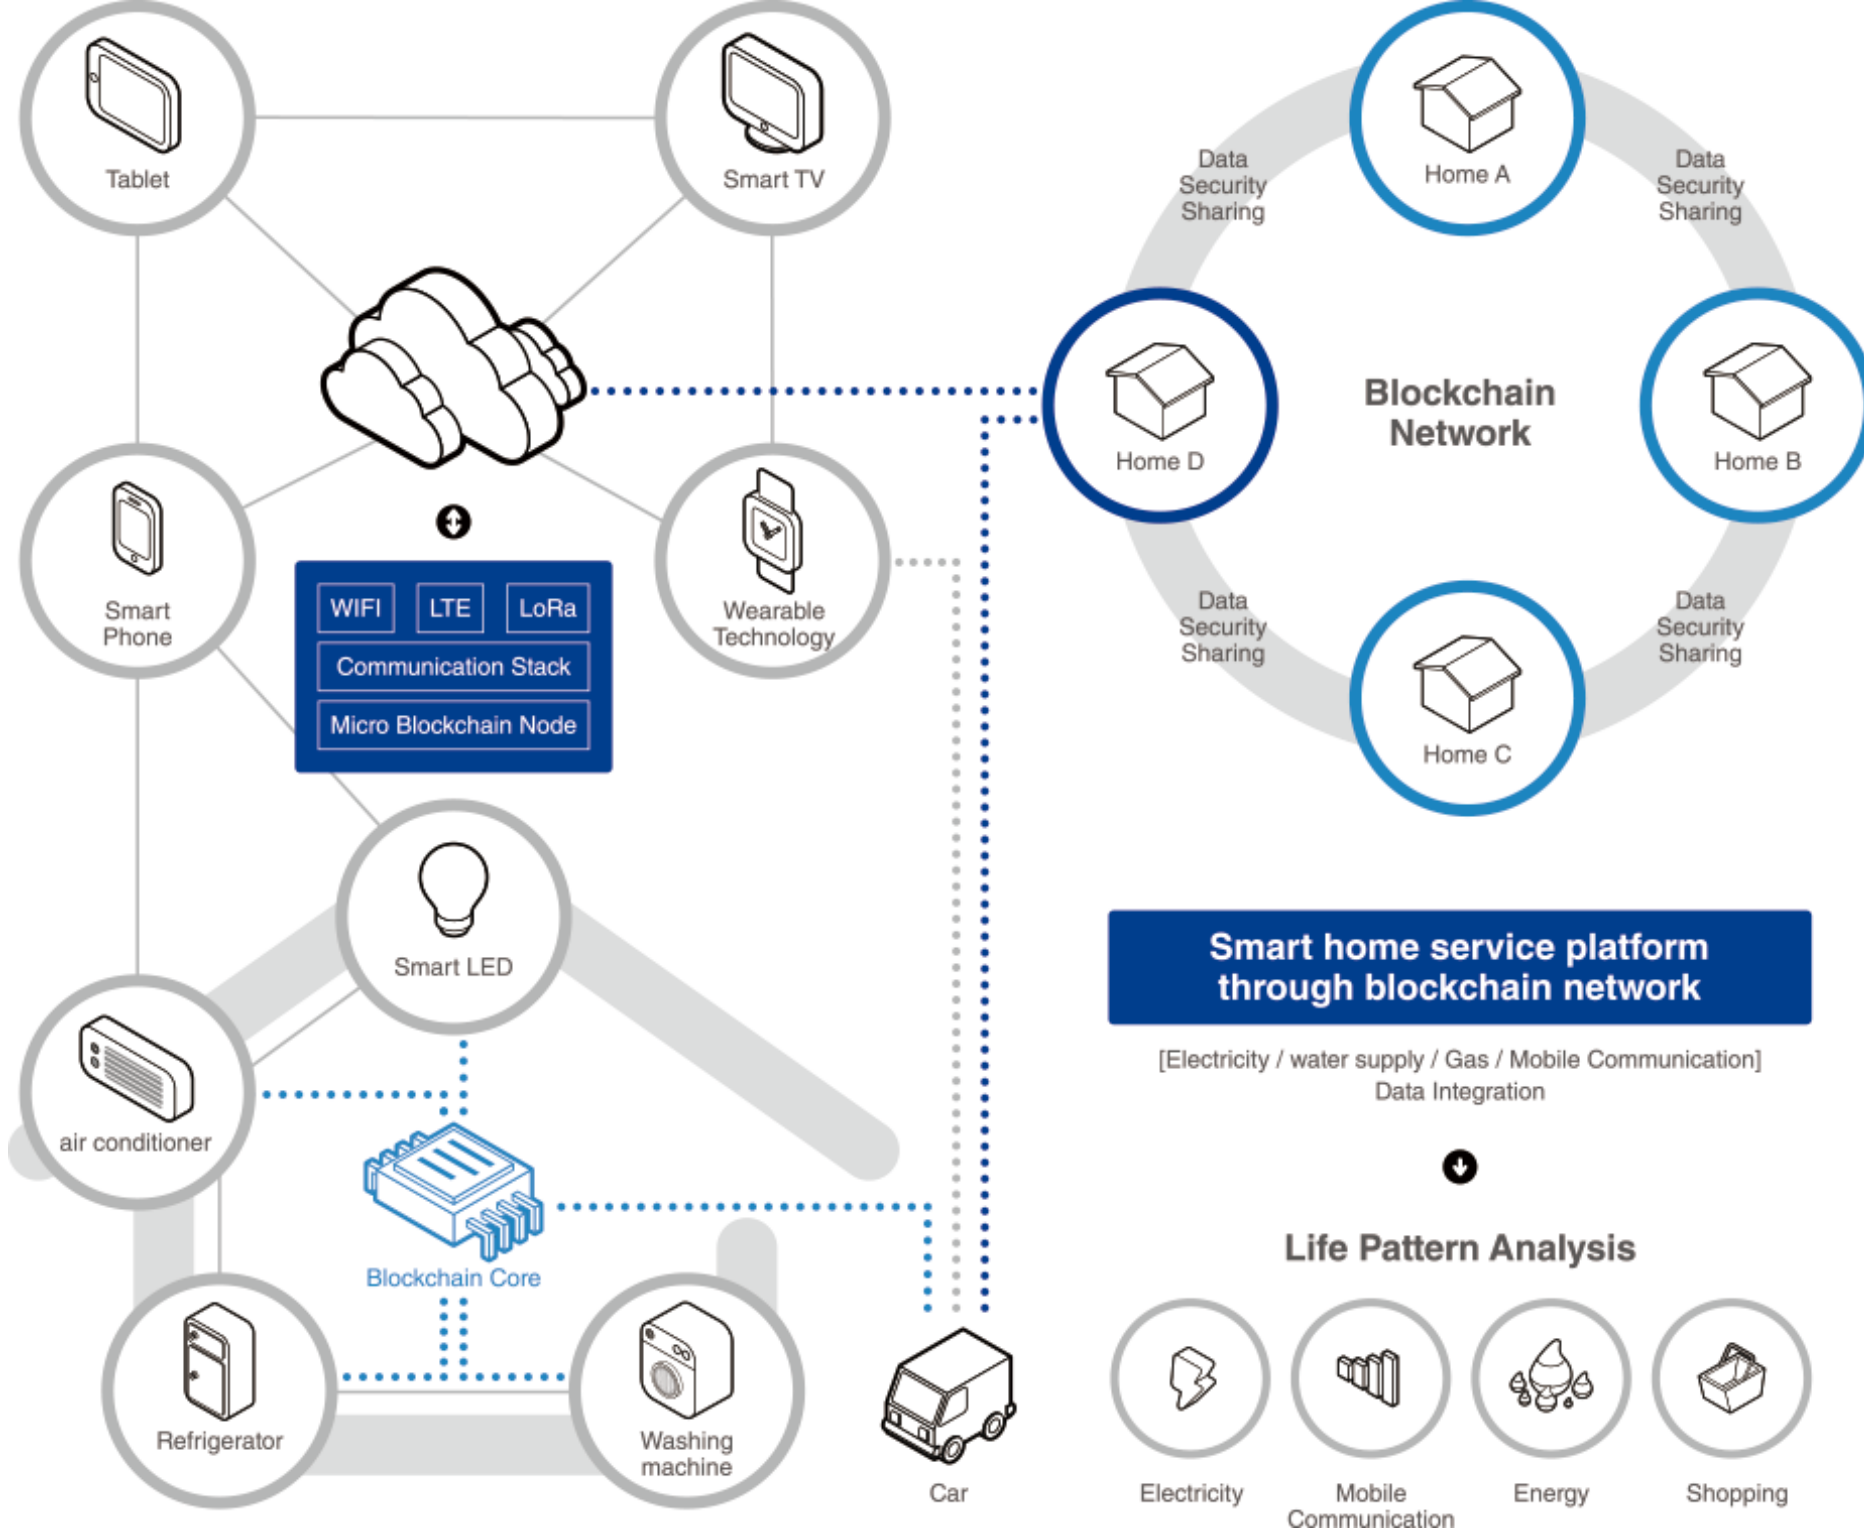 Tablet
Smart TV
Smart
Phone
Wearable
Technology
WIFI
LTE
LoRa
Communication Stack
Micro Blockchain Node
Smart LED
air conditioner
Blockchain Core
Refrigerator
Washing
machine
Car
Home A
Data
Security
Sharing
Data
Security
Sharing
Home D
Blockchain
Network
Home B
Data
Security
Sharing
Data
Security
Sharing
Home C
Smart home service platform
through blockchain network
[Electricity / water supply / Gas / Mobile Communication]
Data Integration
Life Pattern Analysis
Electricity
Mobile
Communication
Energy
Shopping